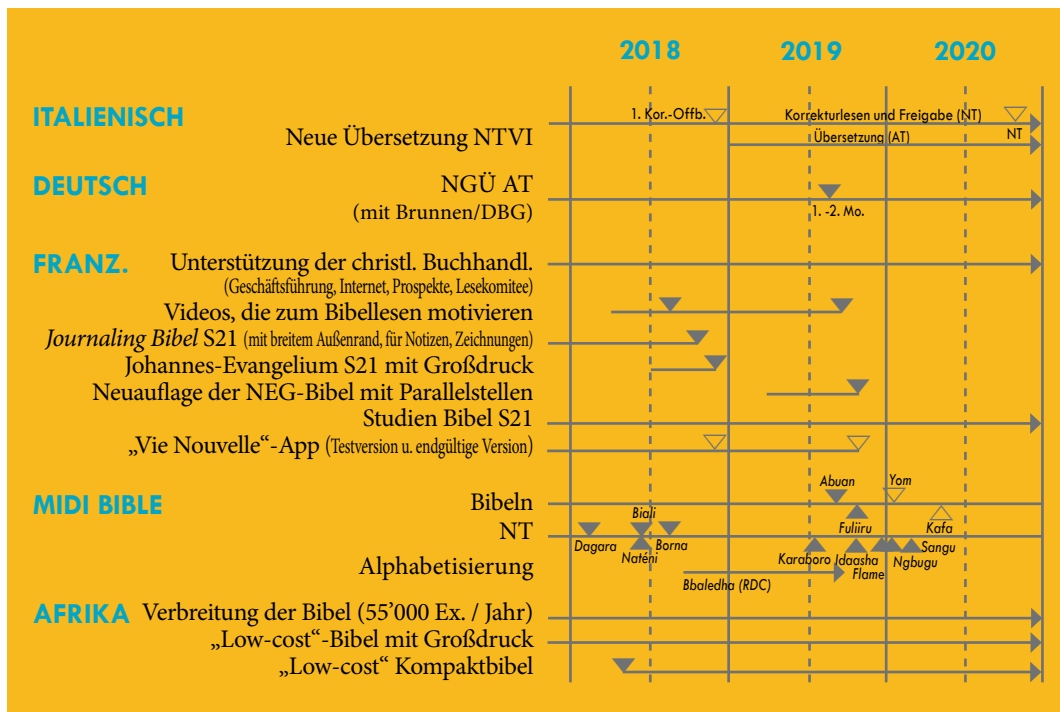 2018 2019 2020
ITALIENISCH 1. Kor.-Offb. Korrekturlesen und Freigabe (NT)
Neue Übersetzung NTVI Übersetzung (AT) NT
DEUTSCH NGÜ AT
(mit Brunnen/DBG) 1. -2. Mo.
FRANZ. Unterstützung der christl. Buchhandl.
(Geschäftsführung, Internet, Prospekte, Lesekomitee)
Videos, die zum Bibellesen motivieren
Journaling Bibel S21 (mit breitem Außenrand, für Notizen, Zeichnungen)
Johannes-Evangelium S21 mit Großdruck
Neuauflage der NEG-Bibel mit Parallelstellen
Studien Bibel S21
„Vie Nouvelle“-App (Testversion u. endgültige Version)
Abuan Yom
MIDI BIBLE Bibeln
Biali Fuliiru Kafa
NT
Dagara Naténi Borna Karaboro Idaasha Flame Ngbugu Sangu
Alphabetisierung
Bbaledha (RDC)
AFRIKA Verbreitung der Bibel (55’000 Ex. / Jahr)
„Low-cost“-Bibel mit Großdruck
„Low-cost“ Kompaktbibel